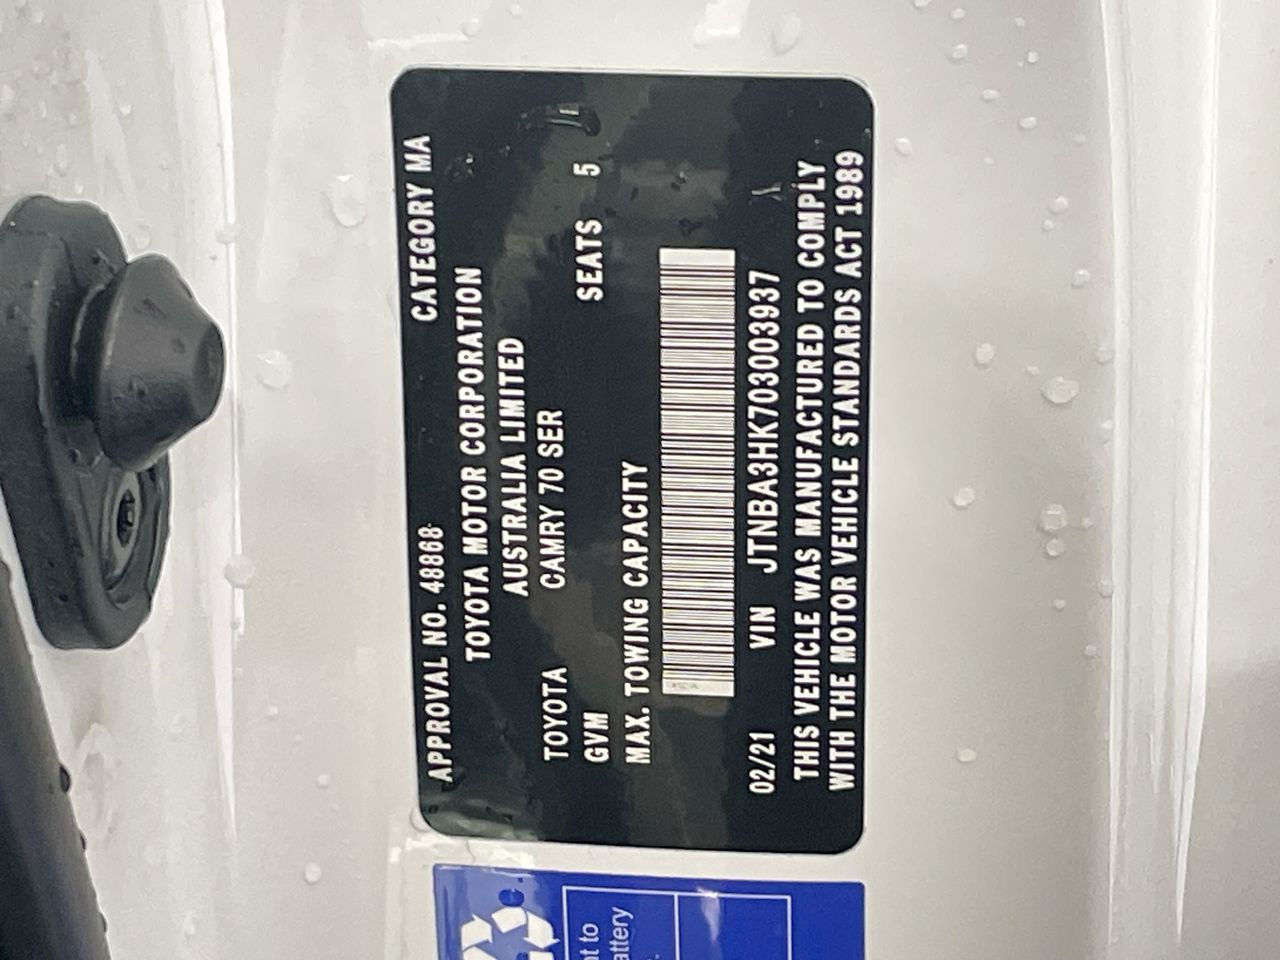 APPROVAL NO. 48868 CATEGORY MA
TOYOTA MOTOR CORPORATION
AUSTRALIA LIMITED
TOYOTA CAMRY 70 SER
GVM SEATS 5
MAX. TOWING CAPACITY
02/21 VIN JTNBA3HK703003937
THIS VEHICLE WAS MANUFACTURED TO COMPLY
WITH THE MOTOR VEHICLE STANDARDS ACT 1989
to